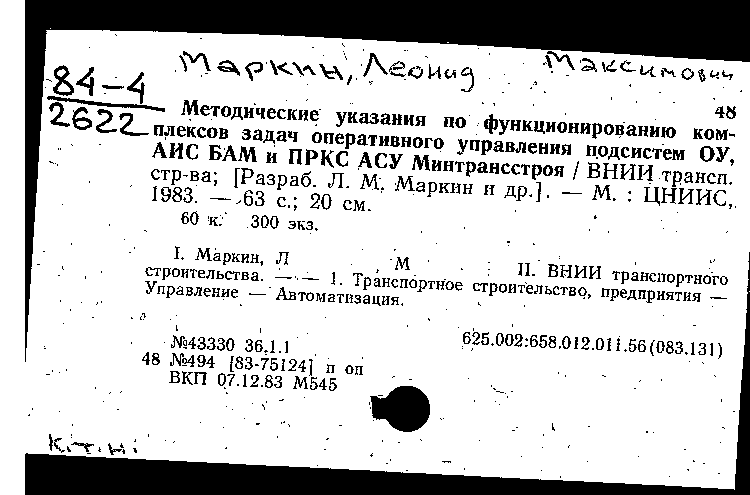 Маркин, Леонид Максимович
84-4
2622
48
Методические указания по функционированию ком-
плексов задач оперативного управления подсистем ОУ,
АИС БАМ и ПРКС АСУ Минтрансстроя / ВНИИ трансп.
стр-ва; [Разраб. Л. М. Маркин и др.]. — М. : ЦНИИС,
1983. — 63 с.; 20 см.
60 к. 300 экз.
I. Маркин, Л М II. ВНИИ транспортного
строительства. — — 1. Транспортное строительство, предприятия —
Управление — Автоматизация.
№43330 36.1.1 625.002:658.012.011.56(083.131)
48 №494 [83-75124] п оп
ВКП 07.12.83 М545
к.т.н.